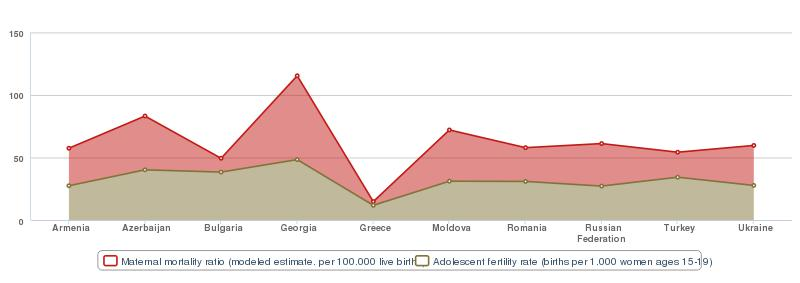 150
100
50
0
Armenia Azerbaijan Bulgaria Georgia Greece Moldova Romania Russian Federation Turkey Ukraine
Maternal mortality ratio (modeled estimate, per 100,000 live birth Adolescent fertility rate (births per 1,000 women ages 15-19)